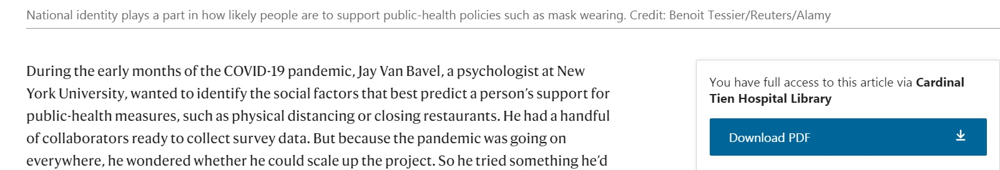 National identity plays a part in how likely people are to support public-health policies such as mask wearing. Credit: Benoit Tessier/Reuters/Alamy
During the early months of the COVID-19 pandemic, Jay Van Bavel, a psychologist at New
York University, wanted to identify the social factors that best predict a person’s support for
public-health measures, such as physical distancing or closing restaurants. He had a handful
of collaborators ready to collect survey data. But because the pandemic was going on
everywhere, he wondered whether he could scale up the project. So he tried something he’d
You have full access to this article via Cardinal
Tien Hospital Library
Download PDF